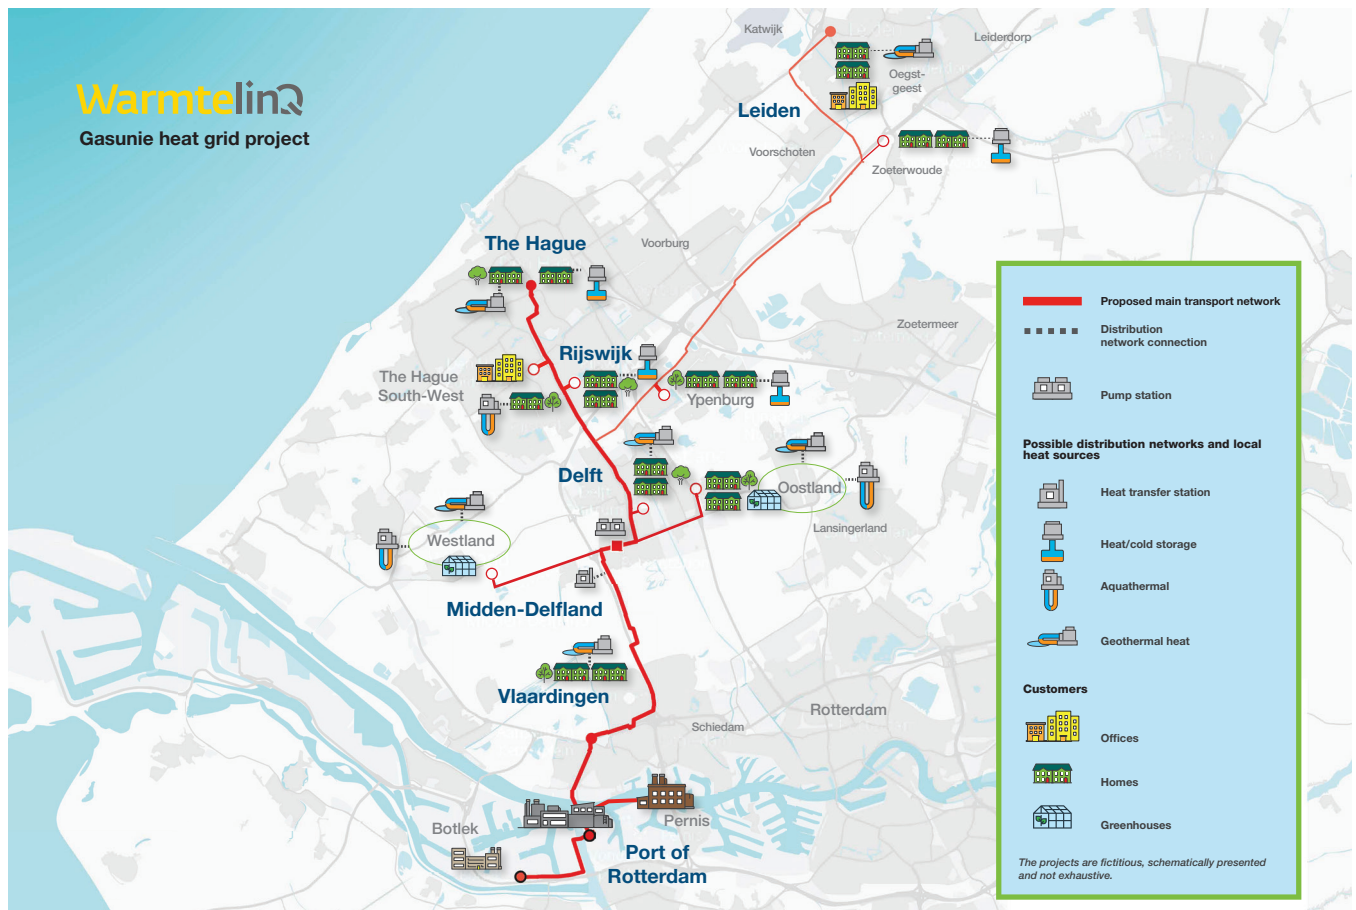 WarmtelinQ
Gasunie heat grid project
Katwijk
Leiderdorp
Oegst-
geest
Leiden
Voorschoten
Zoeterwoude
The Hague
Voorburg
Zoetermeer
Rijswijk
The Hague
South-West
Ypenburg
Delft
Oostland
Lansingerland
Westland
Midden-Delfland
Vlaardingen
Schiedam
Rotterdam
Botlek
Pernis
Port of
Rotterdam
Proposed main transport network
Distribution
network connection
Pump station
Possible distribution networks and local
heat sources
Heat transfer station
Heat/cold storage
Aquathermal
Geothermal heat
Customers
Offices
Homes
Greenhouses
The projects are fictitious, schematically presented
and not exhaustive.